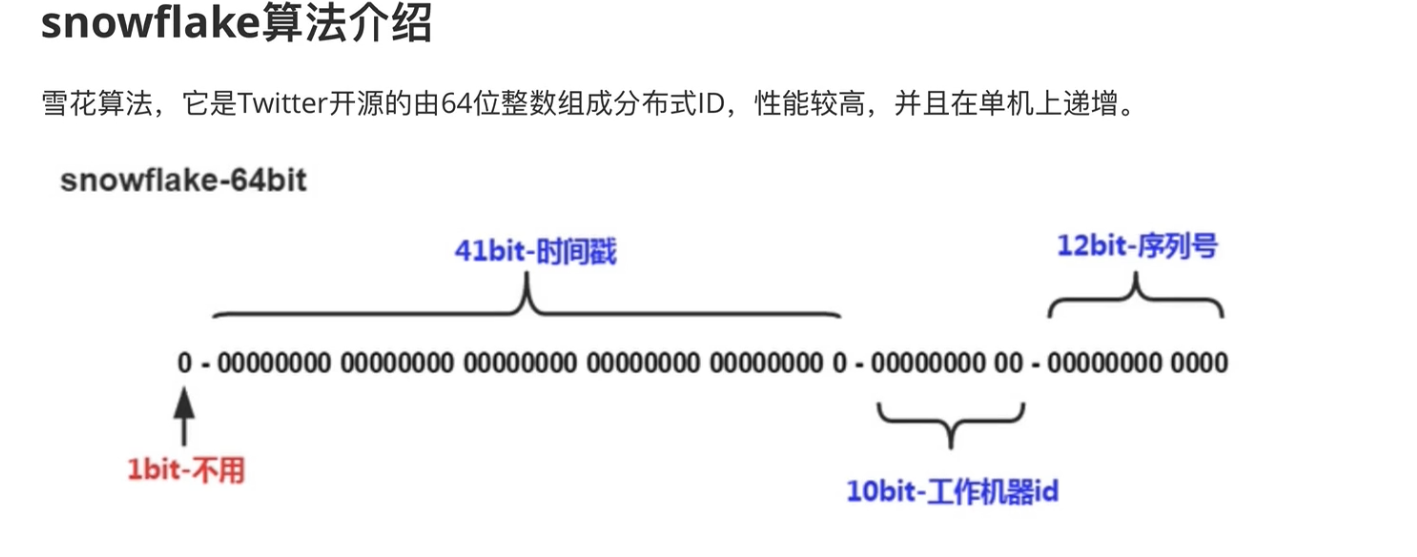 snowflake算法介绍
雪花算法，它是Twitter开源的由64位整数组成分布式ID，性能较高，并且在单机上递增。
snowflake-64bit
41bit-时间戳
12bit-序列号
0 - 00000000 00000000 00000000 00000000 00000000 0 - 00000000 00 - 00000000 0000
1bit-不用
10bit-工作机器id